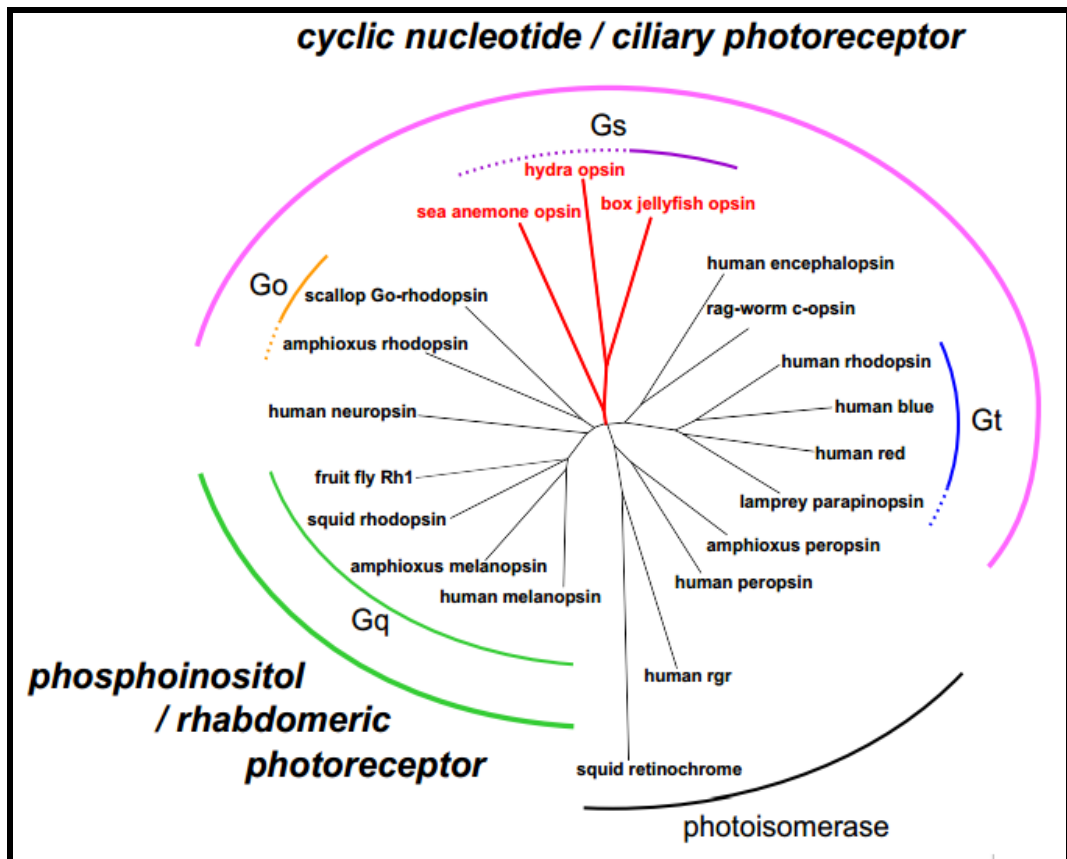 cyclic nucleotide / ciliary photoreceptor
Gs
hydra opsin
sea anemone opsin
box jellyfish opsin
human encephalopsin
Go
scallop Go-rhodopsin
rag-worm c-opsin
amphioxus rhodopsin
human rhodopsin
human neuropsin
human blue
Gt
human red
fruit fly Rh1
lamprey parapinopsin
squid rhodopsin
amphioxus peropsin
amphioxus melanopsin
human peropsin
human melanopsin
Gq
phosphoinositol
/ rhabdomeric
photoreceptor
human rgr
squid retinochrome
photoisomerase